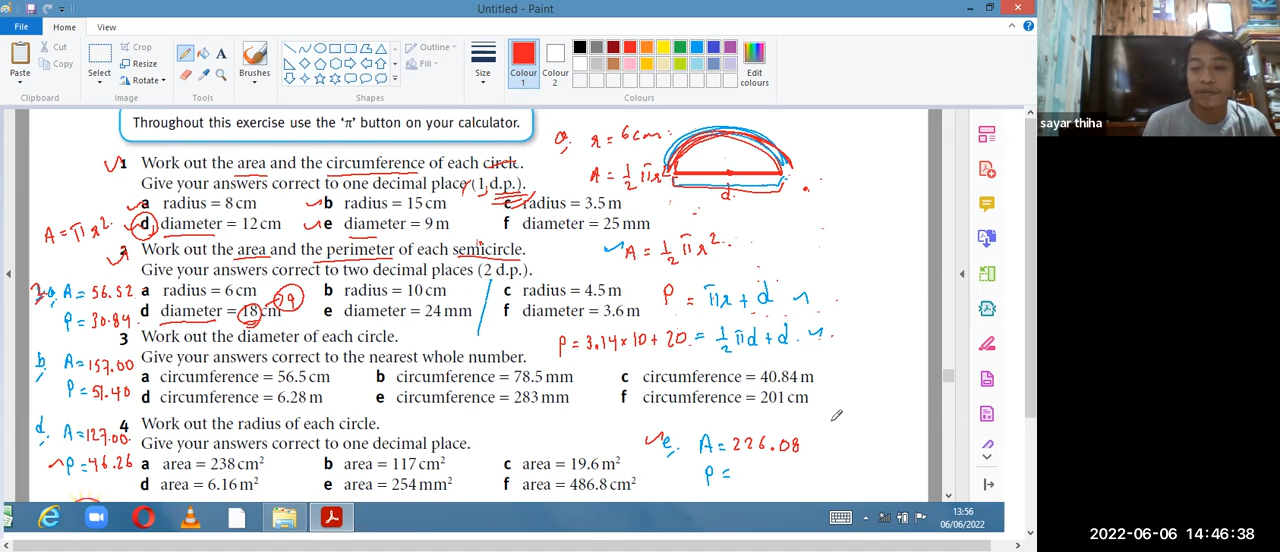 Untitled - Paint
File Home View
Paste
Cut
Copy
Clipboard
Select
Crop
Resize
Rotate
Image
Tools
Brushes
Outline
Fill
Shapes
Size
Colour 1
Colour 2
Edit colours
Colours
sayar thiha
Throughout this exercise use the ‘π’ button on your calculator.
1 Work out the area and the circumference of each circle.
Give your answers correct to one decimal place (1 d.p.).
a radius = 8 cm b radius = 15 cm c radius = 3.5 m
d diameter = 12 cm e diameter = 9 m f diameter = 25 mm
2 Work out the area and the perimeter of each semicircle.
Give your answers correct to two decimal places (2 d.p.).
a radius = 6 cm b radius = 10 cm c radius = 4.5 m
d diameter = 18 cm e diameter = 24 mm f diameter = 3.6 m
3 Work out the diameter of each circle.
Give your answers correct to the nearest whole number.
a circumference = 56.5 cm b circumference = 78.5 mm c circumference = 40.84 m
d circumference = 6.28 m e circumference = 283 mm f circumference = 201 cm
4 Work out the radius of each circle.
Give your answers correct to one decimal place.
a area = 238 cm² b area = 117 cm² c area = 19.6 m²
d area = 6.16 m² e area = 254 mm² f area = 486.8 cm²
a. r = 6 cm
A = 1/2 πr²
d
A = πr²
A = 1/2 πr².
P = πr + d
P = 3.14 × 10 + 20 = 1/2 πd + d
9
2. a A = 56.52
P = 30.84
b. A = 157.00
P = 51.40
d. A = 127.00
P = 46.26
e. A = 226.08
P =
13:56
06/06/2022
2022-06-06 14:46:38